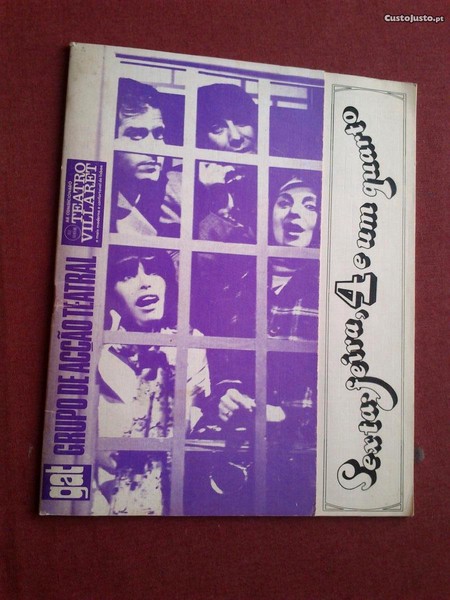 CustoJusto.pt
gat GRUPO DE ACÇÃO TEATRAL
TEATRO
VILLARET
Sexta-feira, 4 e um quarto